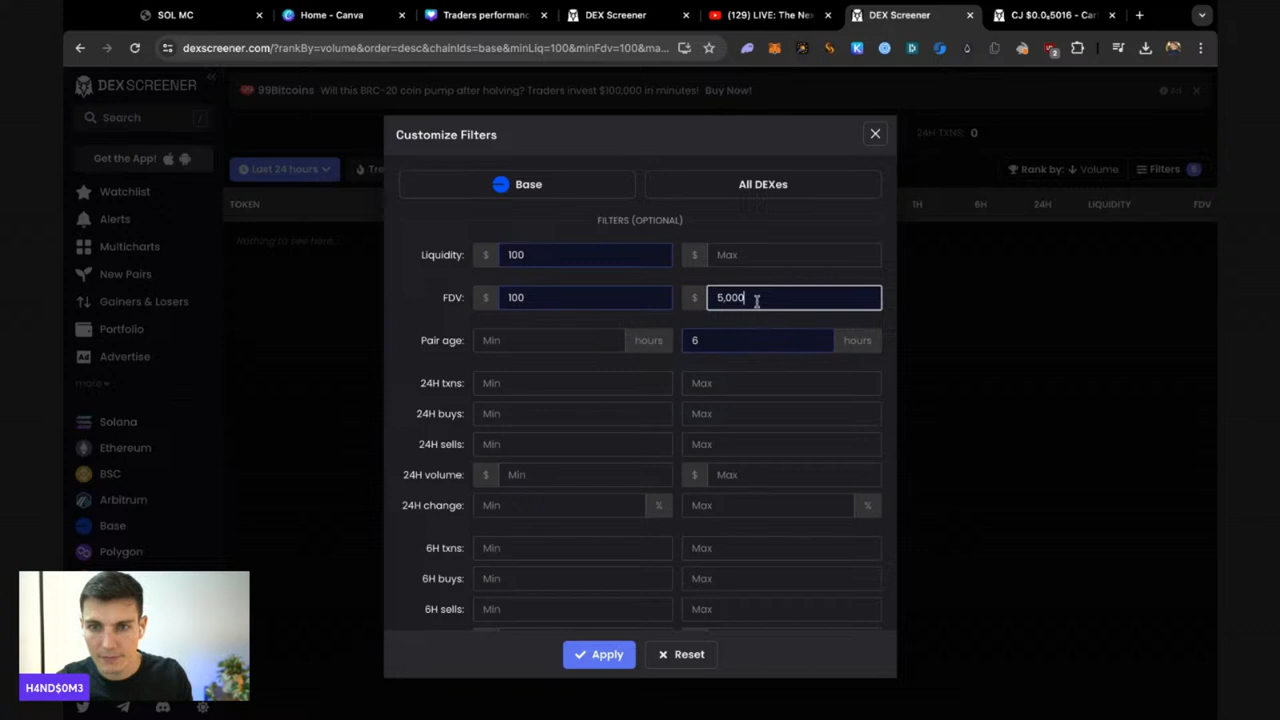 SOL MC
Home - Canva
Traders performanc
DEX Screener
(129) LIVE: The Nex
DEX Screener
CJ $0.0₅5016 - Car
dexscreener.com/?rankBy=volume&order=desc&chainIds=base&minLiq=100&minFdv=100&ma...
DEX SCREENER
99Bitcoins Will this BRC-20 coin pump after halving? Traders invest $100,000 in minutes! Buy Now!
Ad
Search /
Get the App!
Watchlist
Alerts
Multicharts
New Pairs
Gainers & Losers
Portfolio
Advertise
more
Solana
Ethereum
BSC
Arbitrum
Base
Polygon
24H TXNS: 0
Last 24 hours
Tre
Rank by: ↓ Volume
Filters 5
TOKEN
1H 6H 24H LIQUIDITY FDV
Nothing to see here...
Customize Filters
Base
All DEXes
FILTERS (OPTIONAL)
Liquidity: $ 100 $ Max
FDV: $ 100 $ 5,000
Pair age: Min hours 6 hours
24H txns: Min Max
24H buys: Min Max
24H sells: Min Max
24H volume: $ Min $ Max
24H change: Min % Max %
6H txns: Min Max
6H buys: Min Max
6H sells: Min Max
Apply
Reset
H4ND$0M3